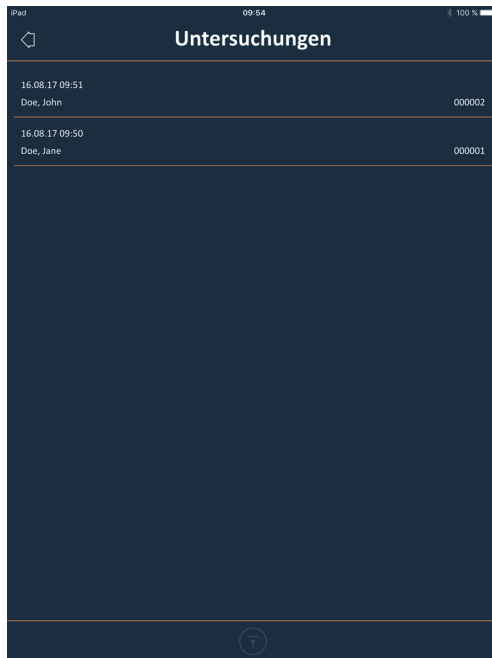 iPad 09:54 100 %
Untersuchungen
16.08.17 09:51
Doe, John 000002
16.08.17 09:50
Doe, Jane 000001